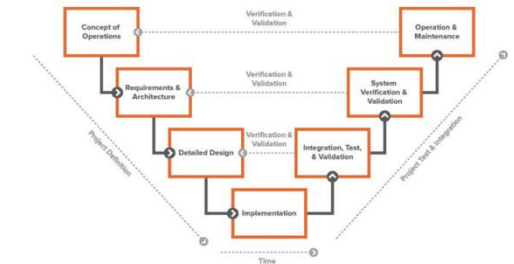 Concept of
Operations
Verification &
Validation
Operation &
Maintenance
Requirements &
Architecture
Verification &
Validation
System
Verification &
Validation
Detailed Design
Verification &
Validation
Integration, Test,
& Validation
Implementation
Project Definition
Project Test & Integration
Time